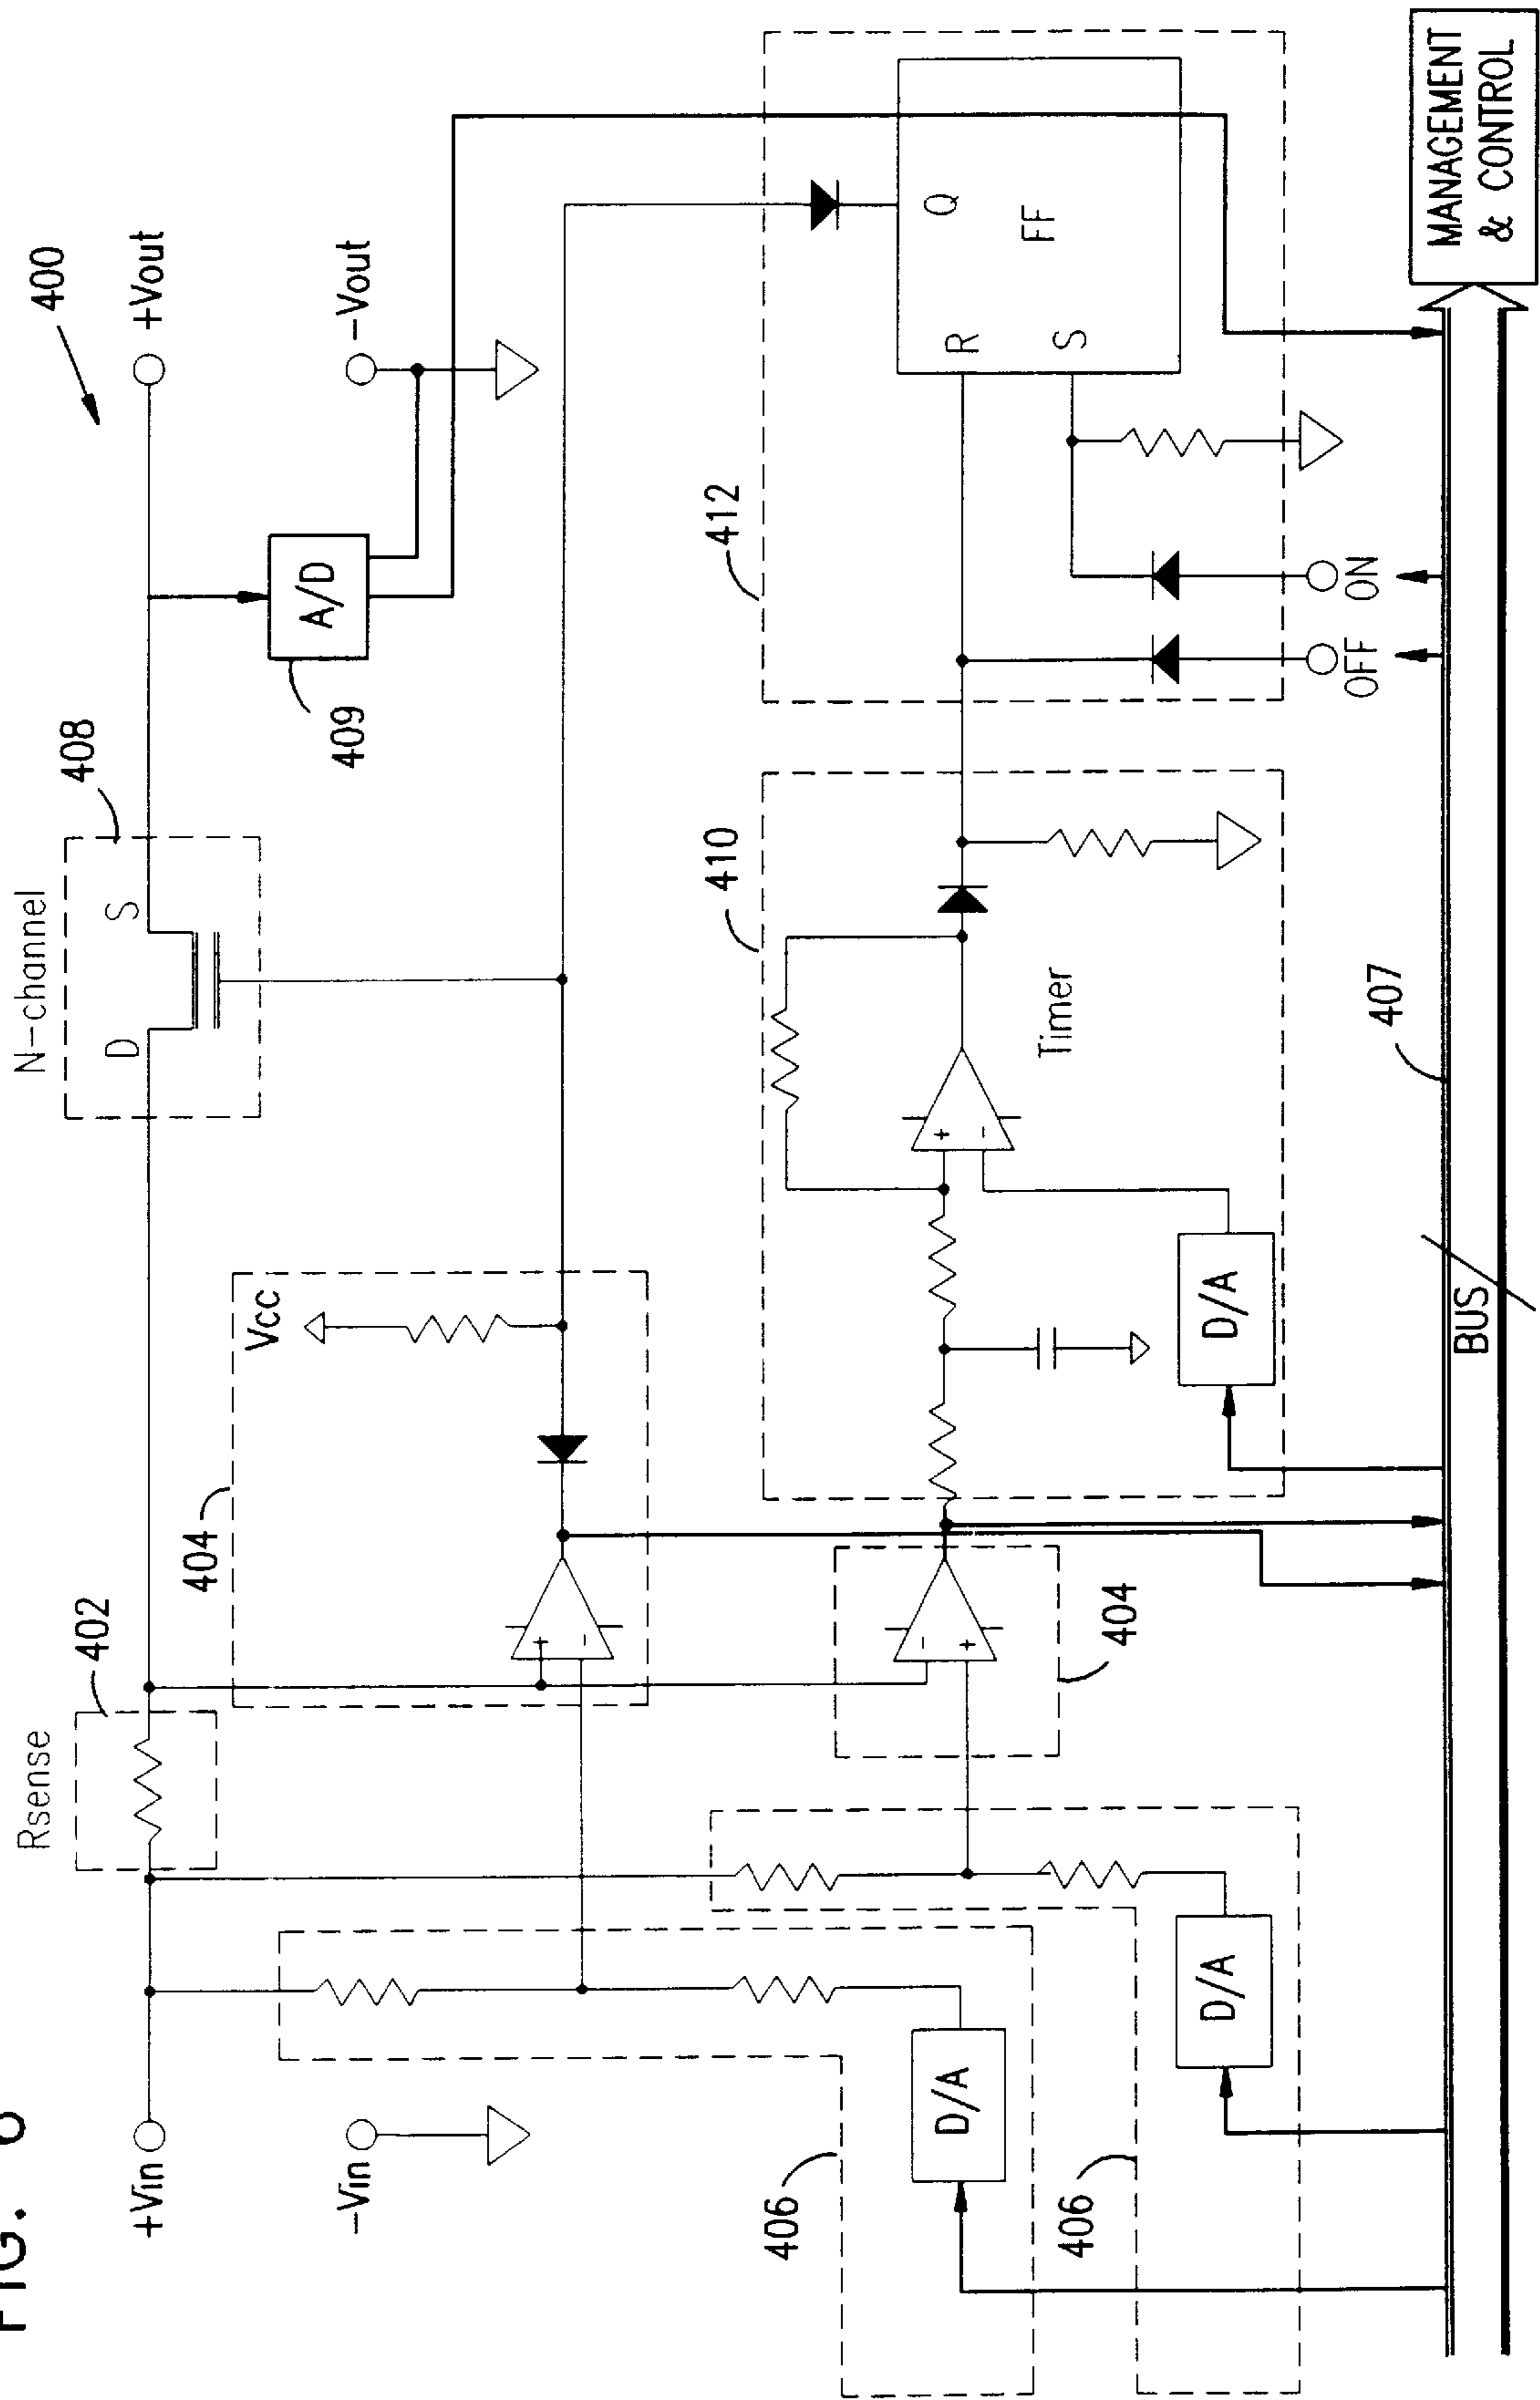 FIG. 6
400
+Vin
-Vin
Rsense
402
404
N-channel
D
S
408
+Vout
-Vout
A/D
409
Vcc
+
-
404
-
+
406
D/A
406
D/A
410
Timer
+
-
D/A
412
Q
FF
R
S
OFF
ON
407
BUS
MANAGEMENT
& CONTROL